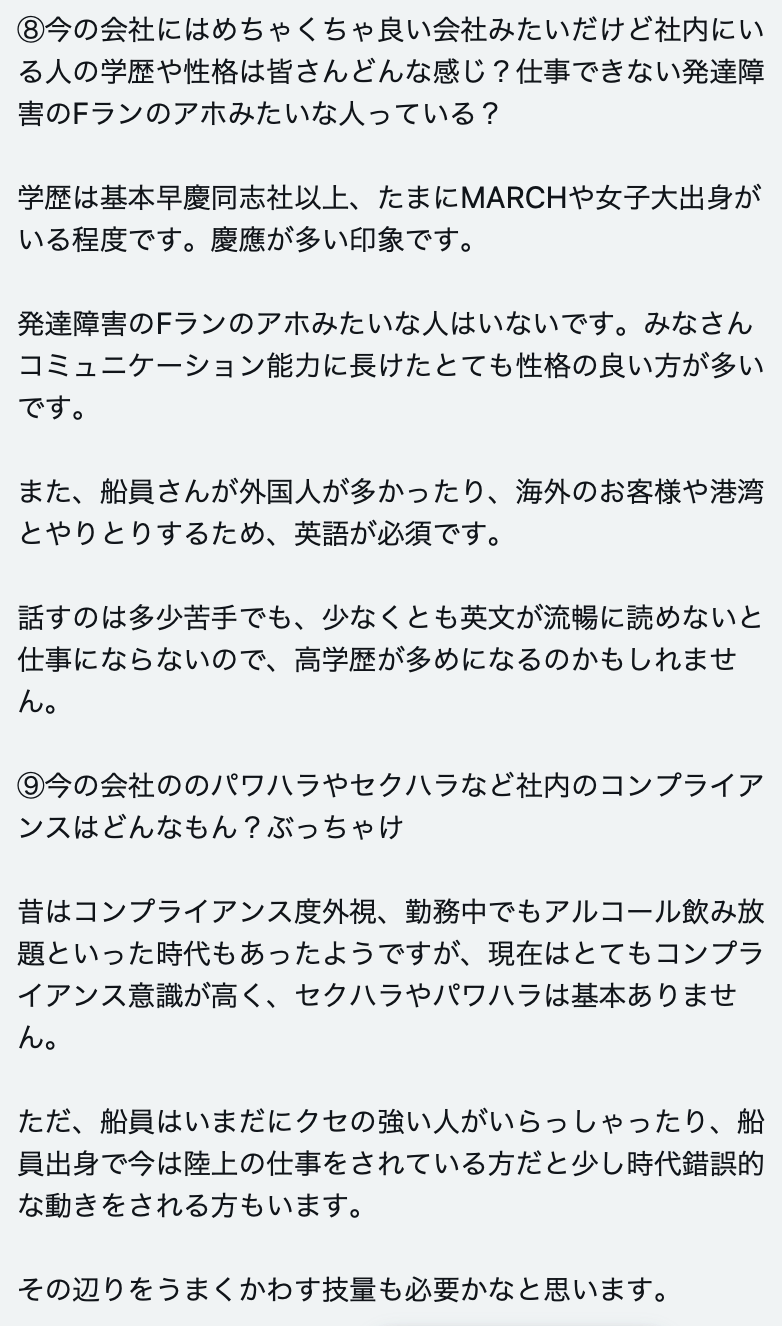 ⑧今の会社にはめちゃくちゃ良い会社みたいだけど社内にい
る人の学歴や性格は皆さんどんな感じ？仕事できない発達障
害のFランのアホみたいな人っている？
学歴は基本早慶同志社以上、たまにMARCHや女子大出身が
いる程度です。慶應が多い印象です。
発達障害のFランのアホみたいな人はいないです。みなさん
コミュニケーション能力に長けたとても性格の良い方が多い
です。
また、船員さんが外国人が多かったり、海外のお客様や港湾
とやりとりするため、英語が必須です。
話すのは多少苦手でも、少なくとも英文が流暢に読めないと
仕事にならないので、高学歴が多めになるのかもしれませ
ん。
⑨今の会社ののパワハラやセクハラなど社内のコンプライア
ンスはどんなもん？ぶっちゃけ
昔はコンプライアンス度外視、勤務中でもアルコール飲み放
題といった時代もあったようですが、現在はとてもコンプラ
イアンス意識が高く、セクハラやパワハラは基本ありませ
ん。
ただ、船員はいまだにクセの強い人がいらっしゃったり、船
員出身で今は陸上の仕事をされている方だと少し時代錯誤的
な動きをされる方もいます。
その辺りをうまくかわす技量も必要かなと思います。